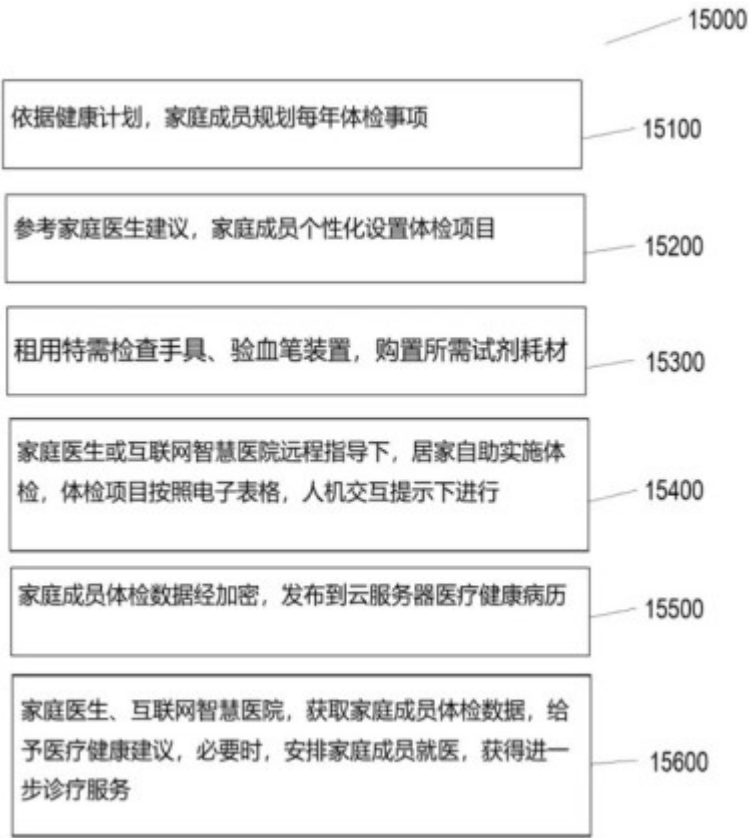 15000
依据健康计划，家庭成员规划每年体检事项
15100
参考家庭医生建议，家庭成员个性化设置体检项目
15200
租用特需检查手具、验血笔装置，购置所需试剂耗材
15300
家庭医生或互联网智慧医院远程指导下，居家自助实施体
检，体检项目按照电子表格，人机交互提示下进行
15400
家庭成员体检数据经加密，发布到云服务器医疗健康病历
15500
家庭医生、互联网智慧医院，获取家庭成员体检数据，给
予医疗健康建议，必要时，安排家庭成员就医，获得进一
步诊疗服务
15600